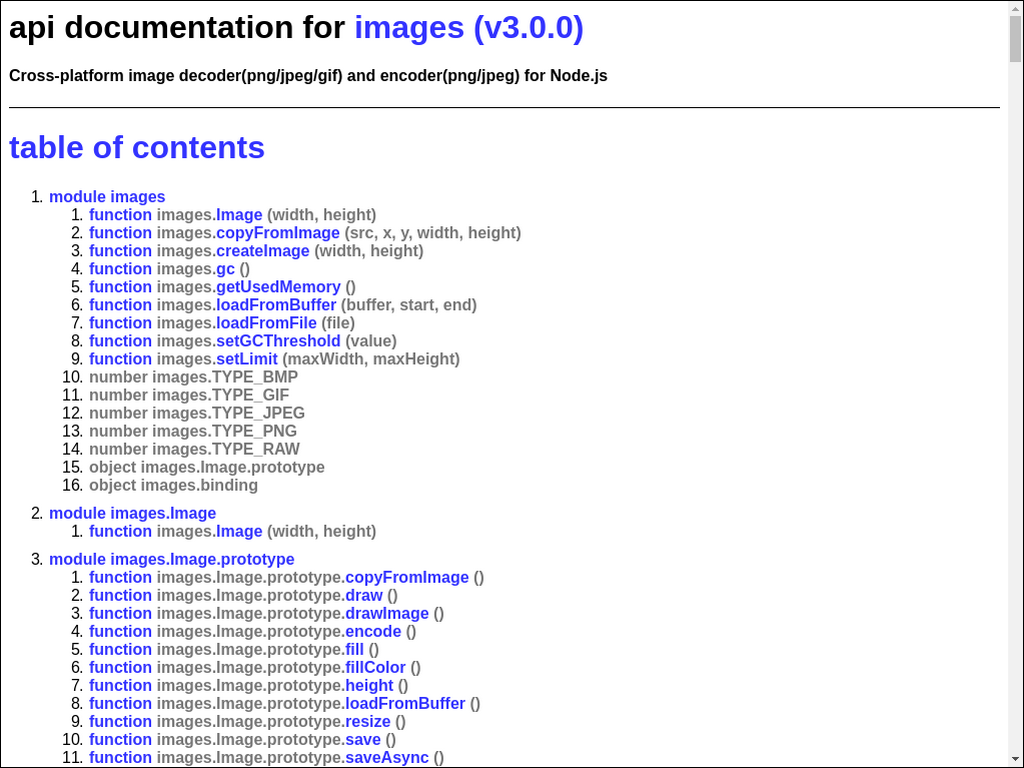 api documentation for images (v3.0.0)
Cross-platform image decoder(png/jpeg/gif) and encoder(png/jpeg) for Node.js
table of contents
1. module images
1. function images.Image (width, height)
2. function images.copyFromImage (src, x, y, width, height)
3. function images.createImage (width, height)
4. function images.gc ()
5. function images.getUsedMemory ()
6. function images.loadFromBuffer (buffer, start, end)
7. function images.loadFromFile (file)
8. function images.setGCThreshold (value)
9. function images.setLimit (maxWidth, maxHeight)
10. number images.TYPE_BMP
11. number images.TYPE_GIF
12. number images.TYPE_JPEG
13. number images.TYPE_PNG
14. number images.TYPE_RAW
15. object images.Image.prototype
16. object images.binding
2. module images.Image
1. function images.Image (width, height)
3. module images.Image.prototype
1. function images.Image.prototype.copyFromImage ()
2. function images.Image.prototype.draw ()
3. function images.Image.prototype.drawImage ()
4. function images.Image.prototype.encode ()
5. function images.Image.prototype.fill ()
6. function images.Image.prototype.fillColor ()
7. function images.Image.prototype.height ()
8. function images.Image.prototype.loadFromBuffer ()
9. function images.Image.prototype.resize ()
10. function images.Image.prototype.save ()
11. function images.Image.prototype.saveAsync ()